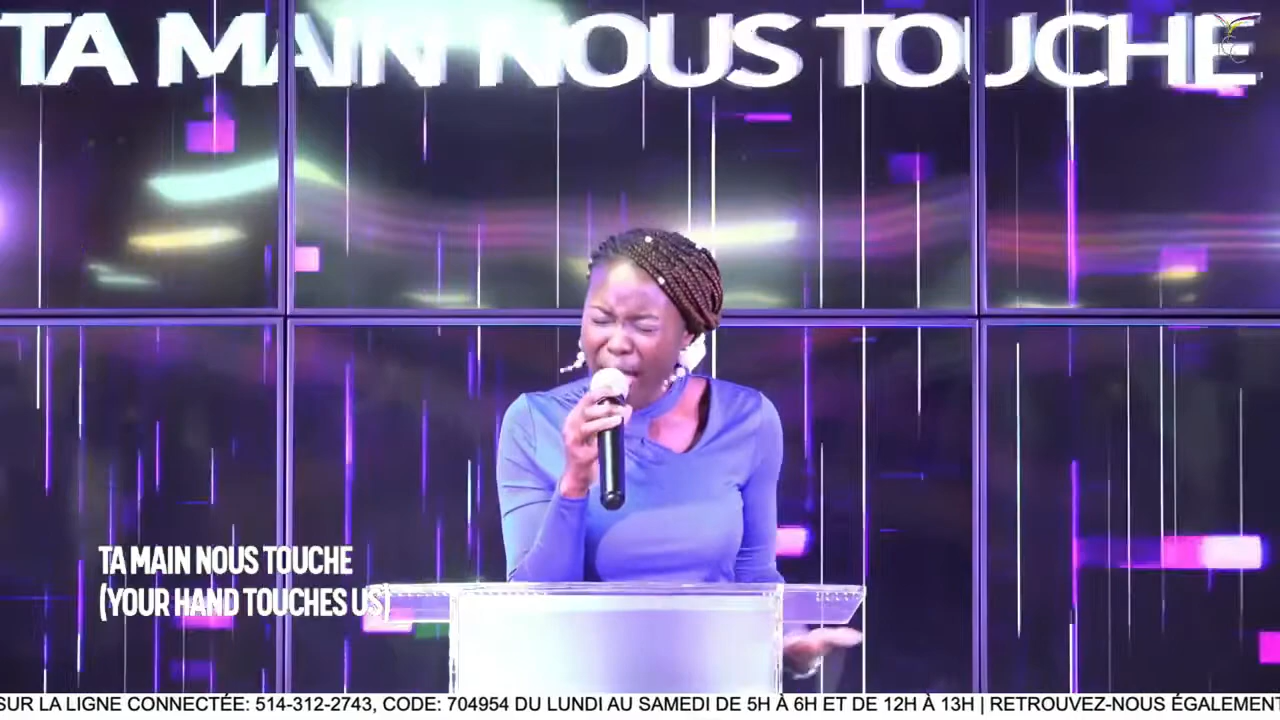 TA MAIN NOUS TOUCHE
TA MAIN NOUS TOUCHE
(YOUR HAND TOUCHES US)
SUR LA LIGNE CONNECTÉE: 514-312-2743, CODE: 704954 DU LUNDI AU SAMEDI DE 5H À 6H ET DE 12H À 13H | RETROUVEZ-NOUS ÉGALEMENT